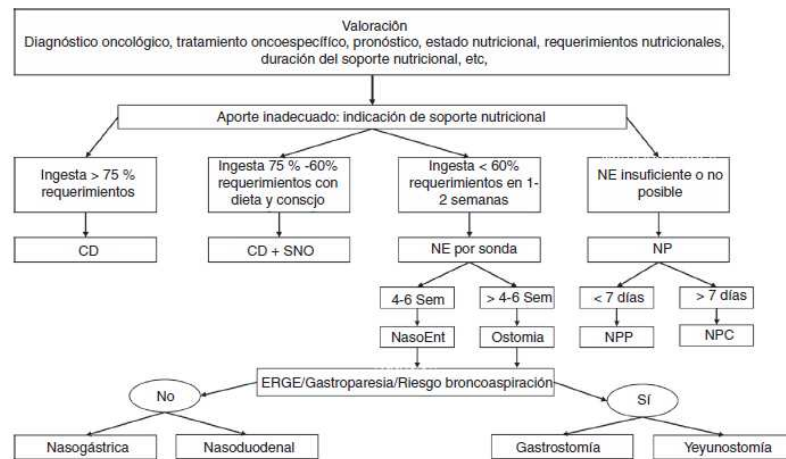 Valoración
Diagnóstico oncológico, tratamiento oncoespecífico, pronóstico, estado nutricional, requerimientos nutricionales,
duración del soporte nutricional, etc,
Aporte inadecuado: indicación de soporte nutricional
Ingesta > 75 %
requerimientos
Ingesta 75 % -60%
requerimientos con
dieta y conscjo
Ingesta < 60%
requerimientos en 1-
2 semanas
NE insuficiente o no
posible
CD
CD + SNO
NE por sonda
NP
4-6 Sem
> 4-6 Sem
< 7 días
> 7 días
NasoEnt
Ostomia
NPP
NPC
ERGE/Gastroparesia/Riesgo broncoaspiración
No
Sí
Nasogástrica
Nasoduodenal
Gastrostomía
Yeyunostomía